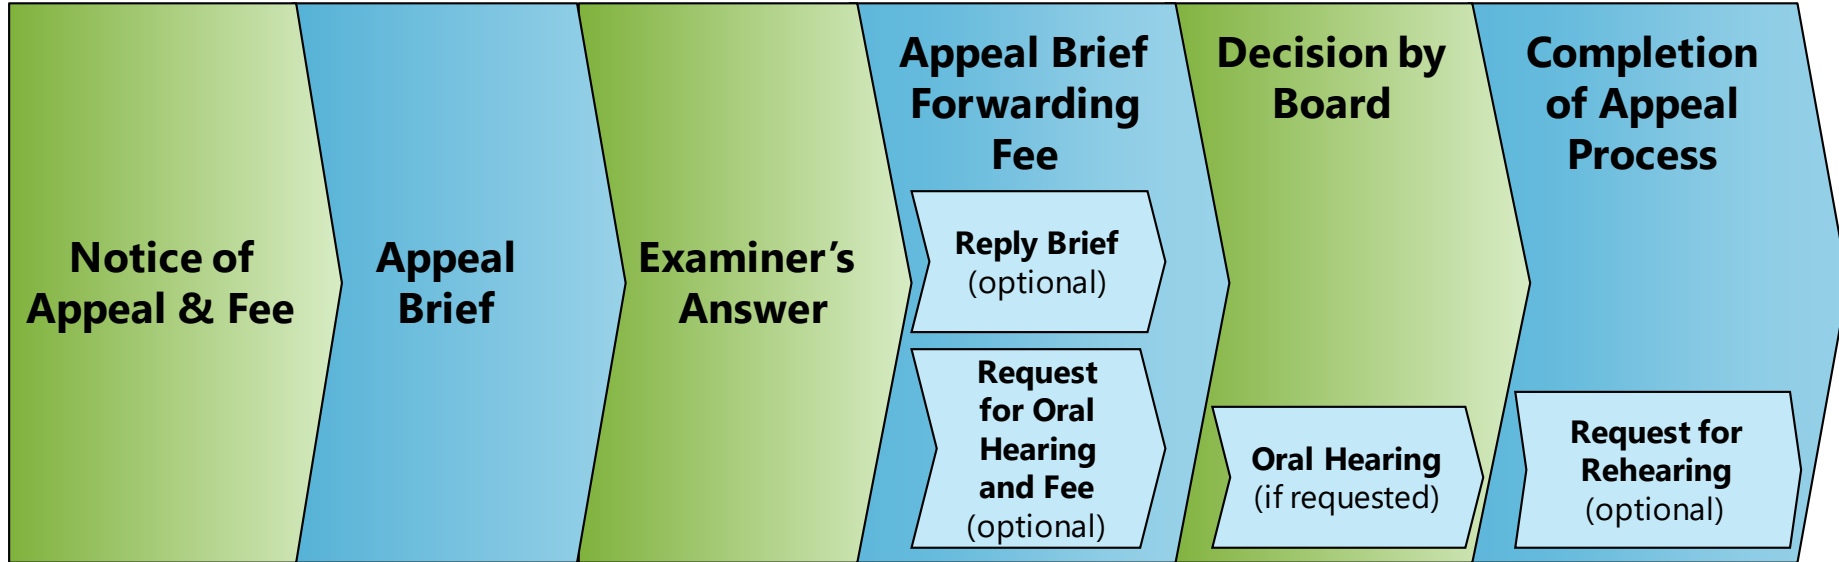 Notice of
Appeal & Fee
Appeal
Brief
Examiner’s
Answer
Appeal Brief
Forwarding
Fee
Reply Brief
(optional)
Request
for Oral
Hearing
and Fee
(optional)
Decision by
Board
Oral Hearing
(if requested)
Completion
of Appeal
Process
Request for
Rehearing
(optional)